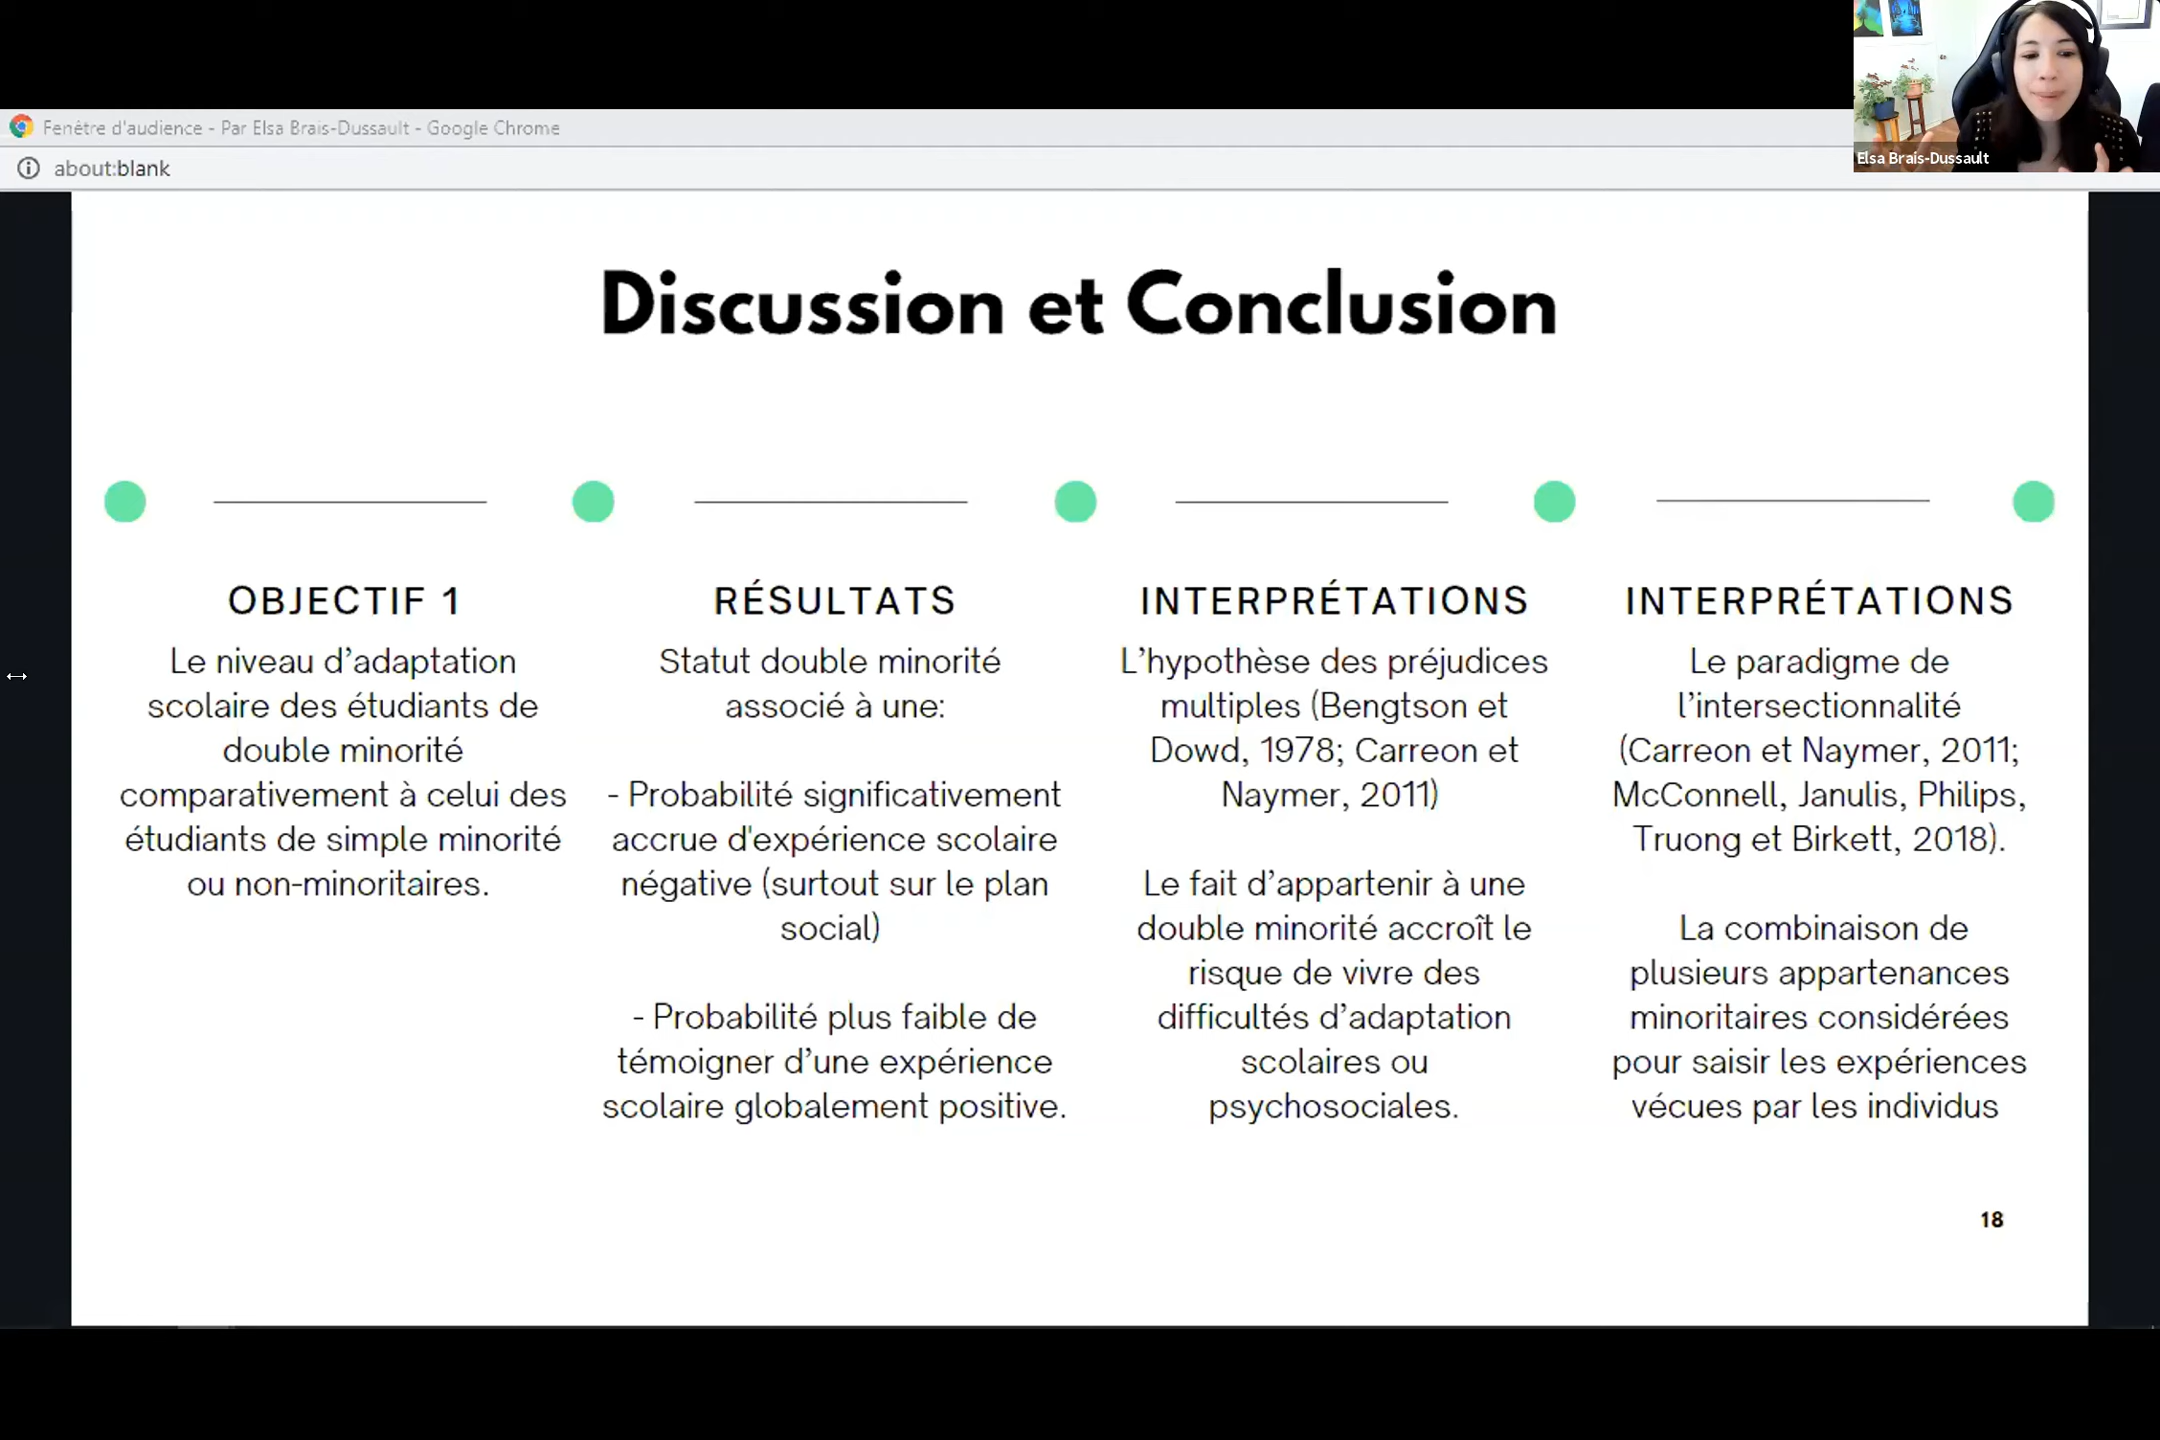 Fenêtre d'audience - Par Elsa Brais-Dussault - Google Chrome
about:blank
Elsa Brais-Dussault
Discussion et Conclusion
OBJECTIF 1
Le niveau d’adaptation
scolaire des étudiants de
double minorité
comparativement à celui des
étudiants de simple minorité
ou non-minoritaires.
RÉSULTATS
Statut double minorité
associé à une:
- Probabilité significativement
accrue d'expérience scolaire
négative (surtout sur le plan
social)
- Probabilité plus faible de
témoigner d’une expérience
scolaire globalement positive.
INTERPRÉTATIONS
L’hypothèse des préjudices
multiples (Bengtson et
Dowd, 1978; Carreon et
Naymer, 2011)
Le fait d’appartenir à une
double minorité accroît le
risque de vivre des
difficultés d’adaptation
scolaires ou
psychosociales.
INTERPRÉTATIONS
Le paradigme de
l’intersectionnalité
(Carreon et Naymer, 2011;
McConnell, Janulis, Philips,
Truong et Birkett, 2018).
La combinaison de
plusieurs appartenances
minoritaires considérées
pour saisir les expériences
vécues par les individus
18